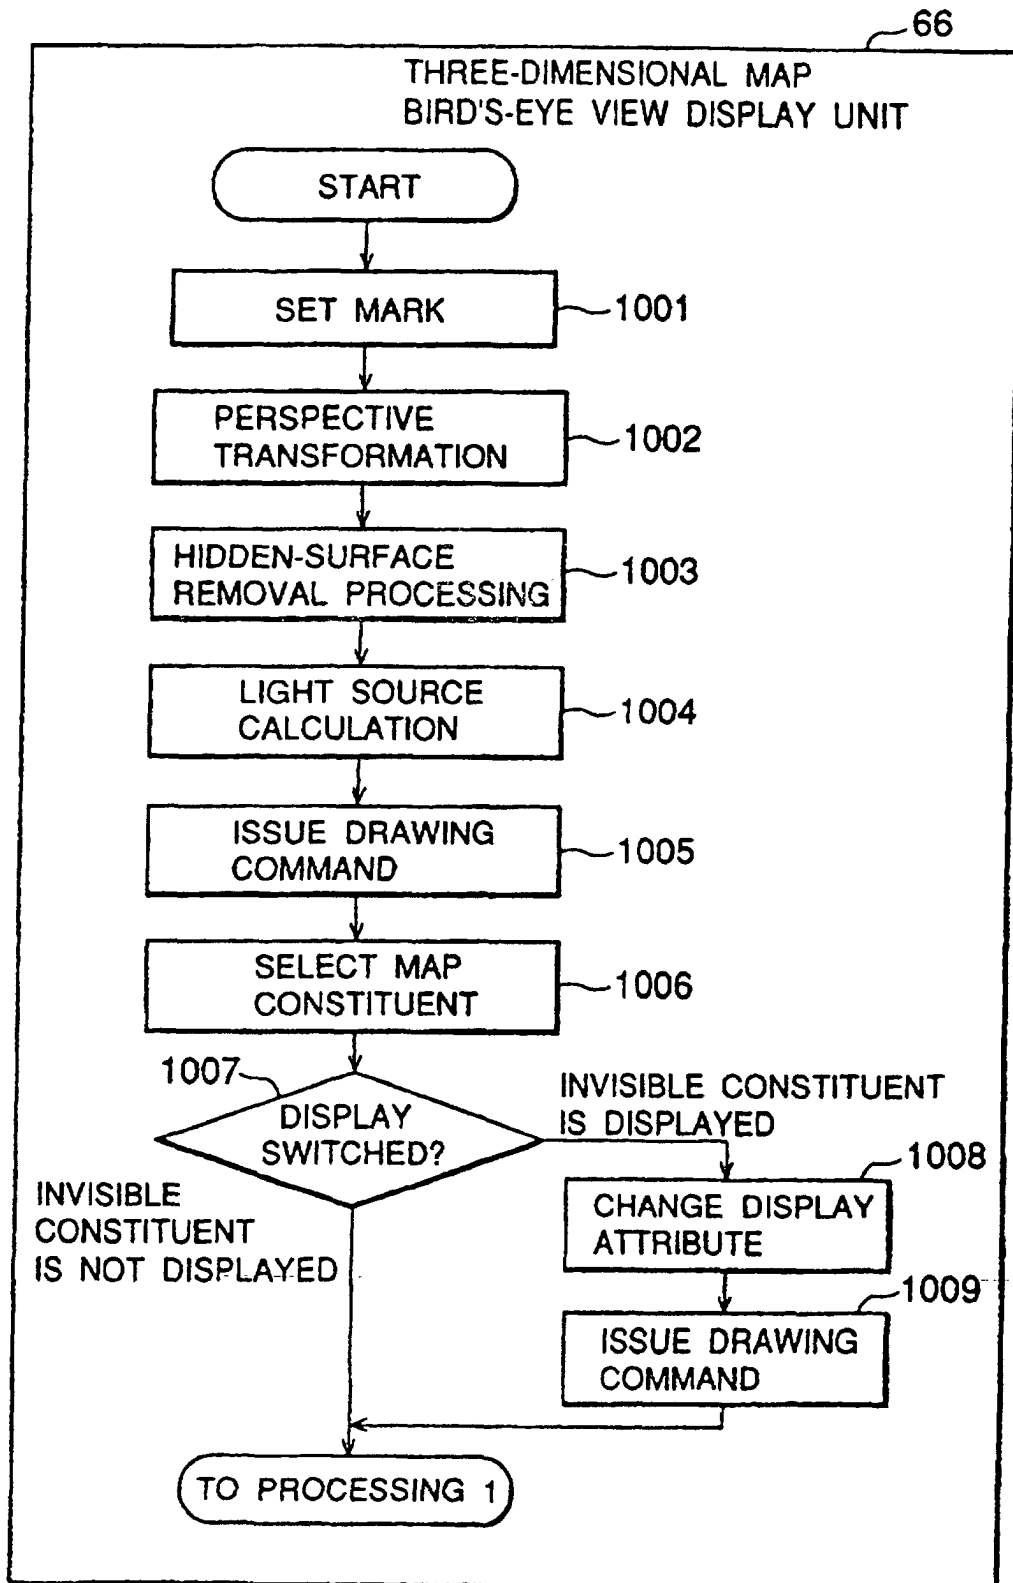 66
THREE-DIMENSIONAL MAP
BIRD'S-EYE VIEW DISPLAY UNIT
START
SET MARK
1001
PERSPECTIVE
TRANSFORMATION
1002
HIDDEN-SURFACE
REMOVAL PROCESSING
1003
LIGHT SOURCE
CALCULATION
1004
ISSUE DRAWING
COMMAND
1005
SELECT MAP
CONSTITUENT
1006
1007
DISPLAY
SWITCHED?
INVISIBLE CONSTITUENT
IS DISPLAYED
1008
CHANGE DISPLAY
ATTRIBUTE
INVISIBLE
CONSTITUENT
IS NOT DISPLAYED
1009
ISSUE DRAWING
COMMAND
TO PROCESSING 1